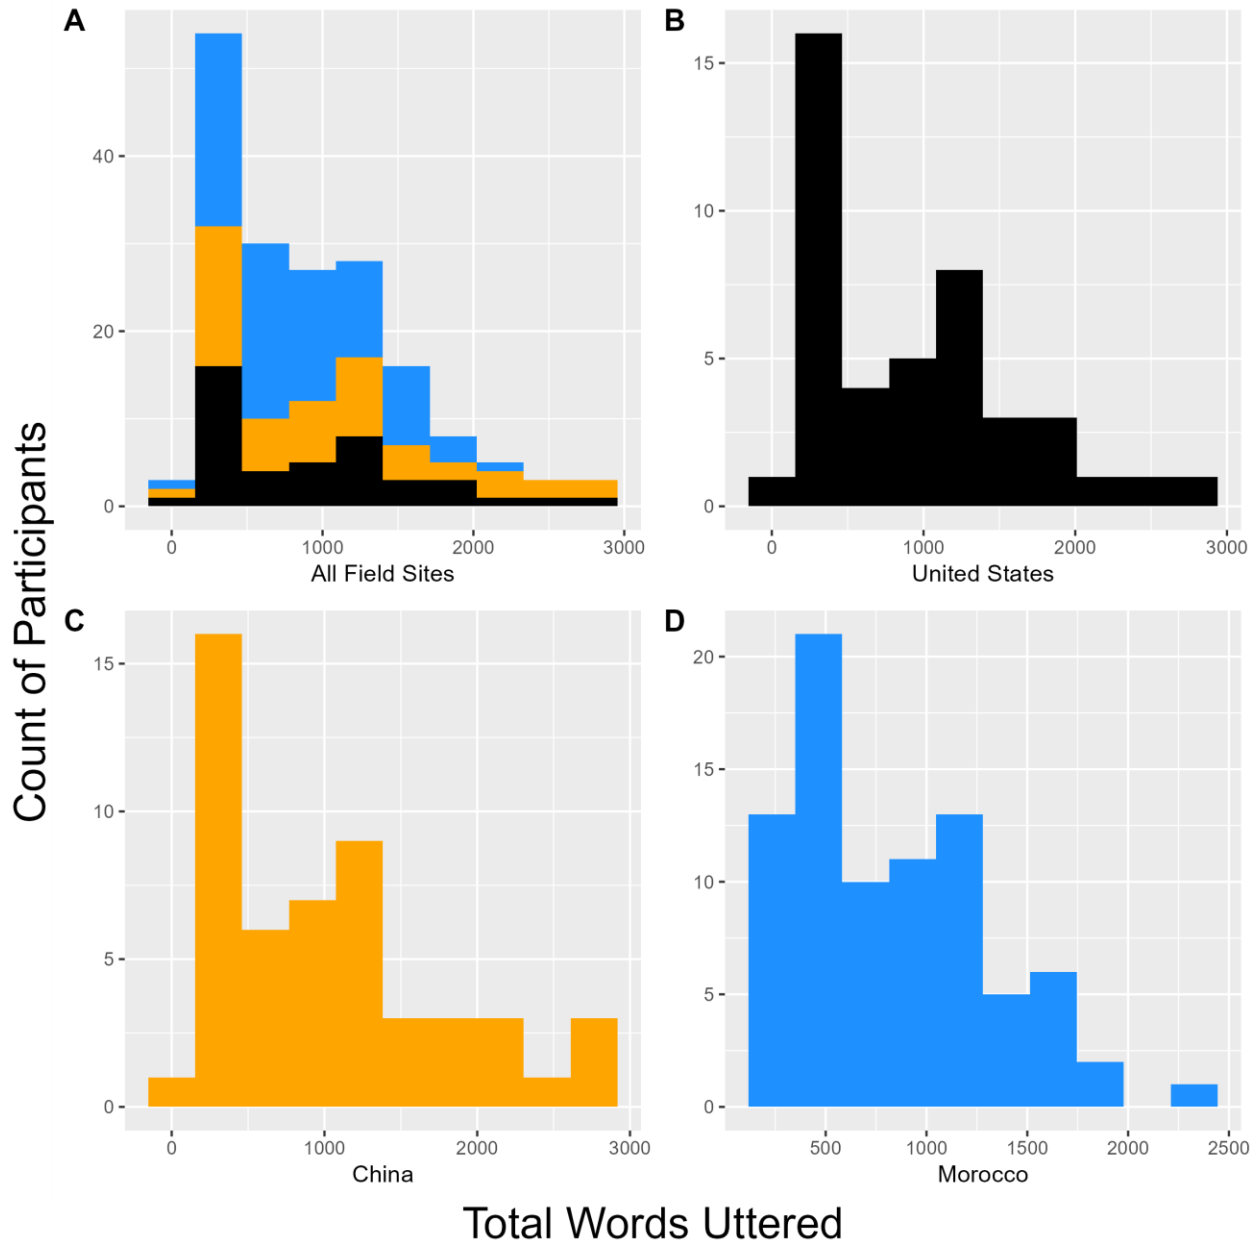 A
40
20
0
0 1000 2000 3000
All Field Sites
B
15
10
5
0
0 1000 2000 3000
United States
Count of Participants
C
15
10
5
0
0 1000 2000 3000
China
D
20
15
10
5
0
500 1000 1500 2000 2500
Morocco
Total Words Uttered